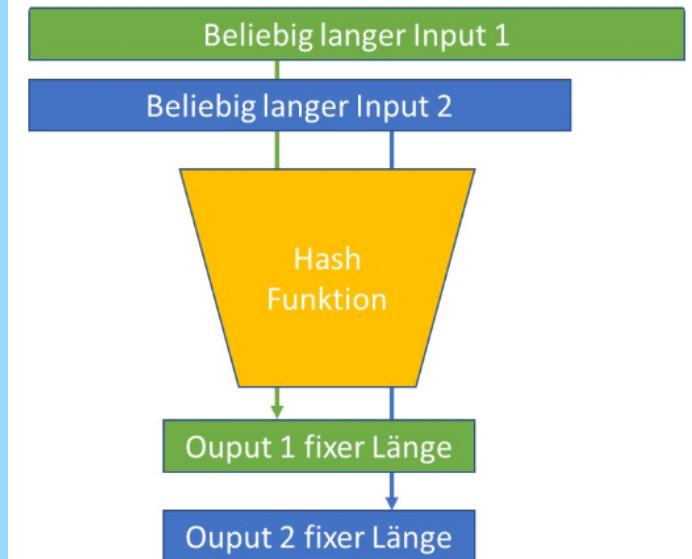 Beliebig langer Input 1
Beliebig langer Input 2
Hash
Funktion
Ouput 1 fixer Länge
Ouput 2 fixer Länge